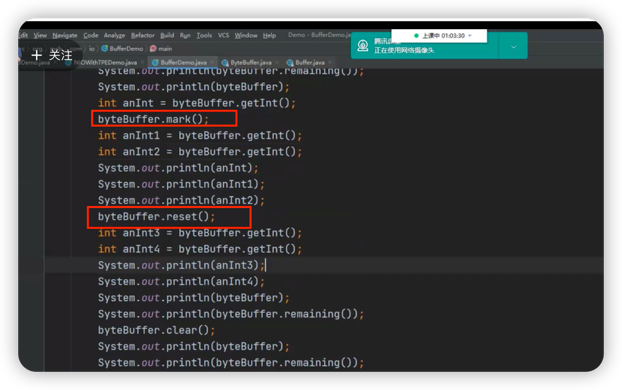 Edit View Navigate Code Analyze Refactor Build Run Tools VCS Window Help Demo - BufferDemo.java
上课中 01:03:30
正在使用网络摄像头
io BufferDemo main
+ 关注
NIOWithTPEDemo.java BufferDemo.java ByteBuffer.java Buffer.java
System.out.println(byteBuffer.remaining());
System.out.println(byteBuffer);
int anInt = byteBuffer.getInt();
byteBuffer.mark();
int anInt1 = byteBuffer.getInt();
int anInt2 = byteBuffer.getInt();
System.out.println(anInt);
System.out.println(anInt1);
System.out.println(anInt2);
byteBuffer.reset();
int anInt3 = byteBuffer.getInt();
int anInt4 = byteBuffer.getInt();
System.out.println(anInt3);
System.out.println(anInt4);
System.out.println(byteBuffer);
System.out.println(byteBuffer.remaining());
byteBuffer.clear();
System.out.println(byteBuffer);
System.out.println(byteBuffer.remaining());